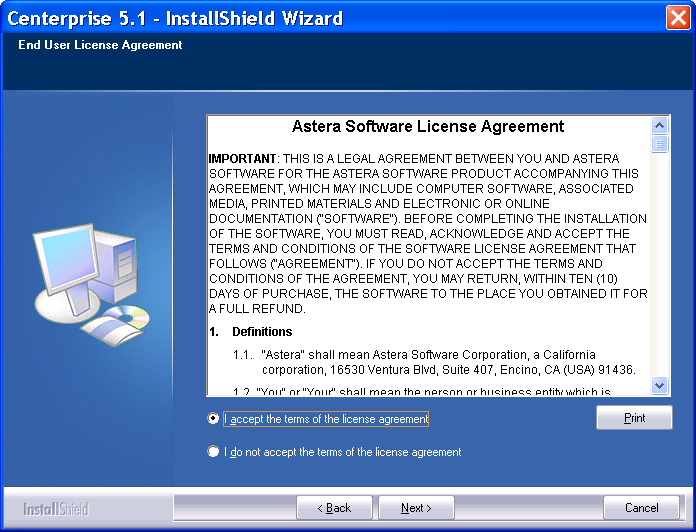 Centerprise 5.1 - InstallShield Wizard
End User License Agreement
Astera Software License Agreement
IMPORTANT: THIS IS A LEGAL AGREEMENT BETWEEN YOU AND ASTERA
SOFTWARE FOR THE ASTERA SOFTWARE PRODUCT ACCOMPANYING THIS
AGREEMENT, WHICH MAY INCLUDE COMPUTER SOFTWARE, ASSOCIATED
MEDIA, PRINTED MATERIALS AND ELECTRONIC OR ONLINE
DOCUMENTATION ("SOFTWARE"). BEFORE COMPLETING THE INSTALLATION
OF THE SOFTWARE, YOU MUST READ, ACKNOWLEDGE AND ACCEPT THE
TERMS AND CONDITIONS OF THE SOFTWARE LICENSE AGREEMENT THAT
FOLLOWS ("AGREEMENT"). IF YOU DO NOT ACCEPT THE TERMS AND
CONDITIONS OF THE AGREEMENT, YOU MAY RETURN, WITHIN TEN (10)
DAYS OF PURCHASE, THE SOFTWARE TO THE PLACE YOU OBTAINED IT FOR
A FULL REFUND.
1. Definitions
1.1. "Astera" shall mean Astera Software Corporation, a California
corporation, 16530 Ventura Blvd, Suite 407, Encino, CA (USA) 91436.
1.2 "You" or "Your" shall mean the person or business entity which is
I accept the terms of the license agreement
Print
I do not accept the terms of the license agreement
InstallShield
< Back
Next >
Cancel